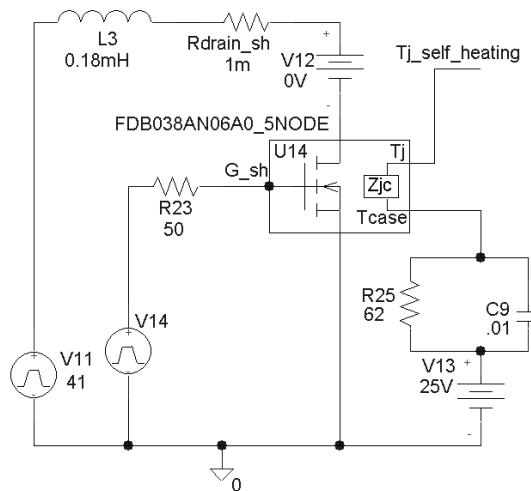 L3
0.18mH
Rdrain_sh
1m
V12
0V
+
-
Tj_self_heating
FDB038AN06A0_5NODE
U14
Tj
G_sh
Zjc
Tcase
R23
50
R25
62
C9
.01
V14
+
-
V11
41
+
-
V13
25V
+
-
0